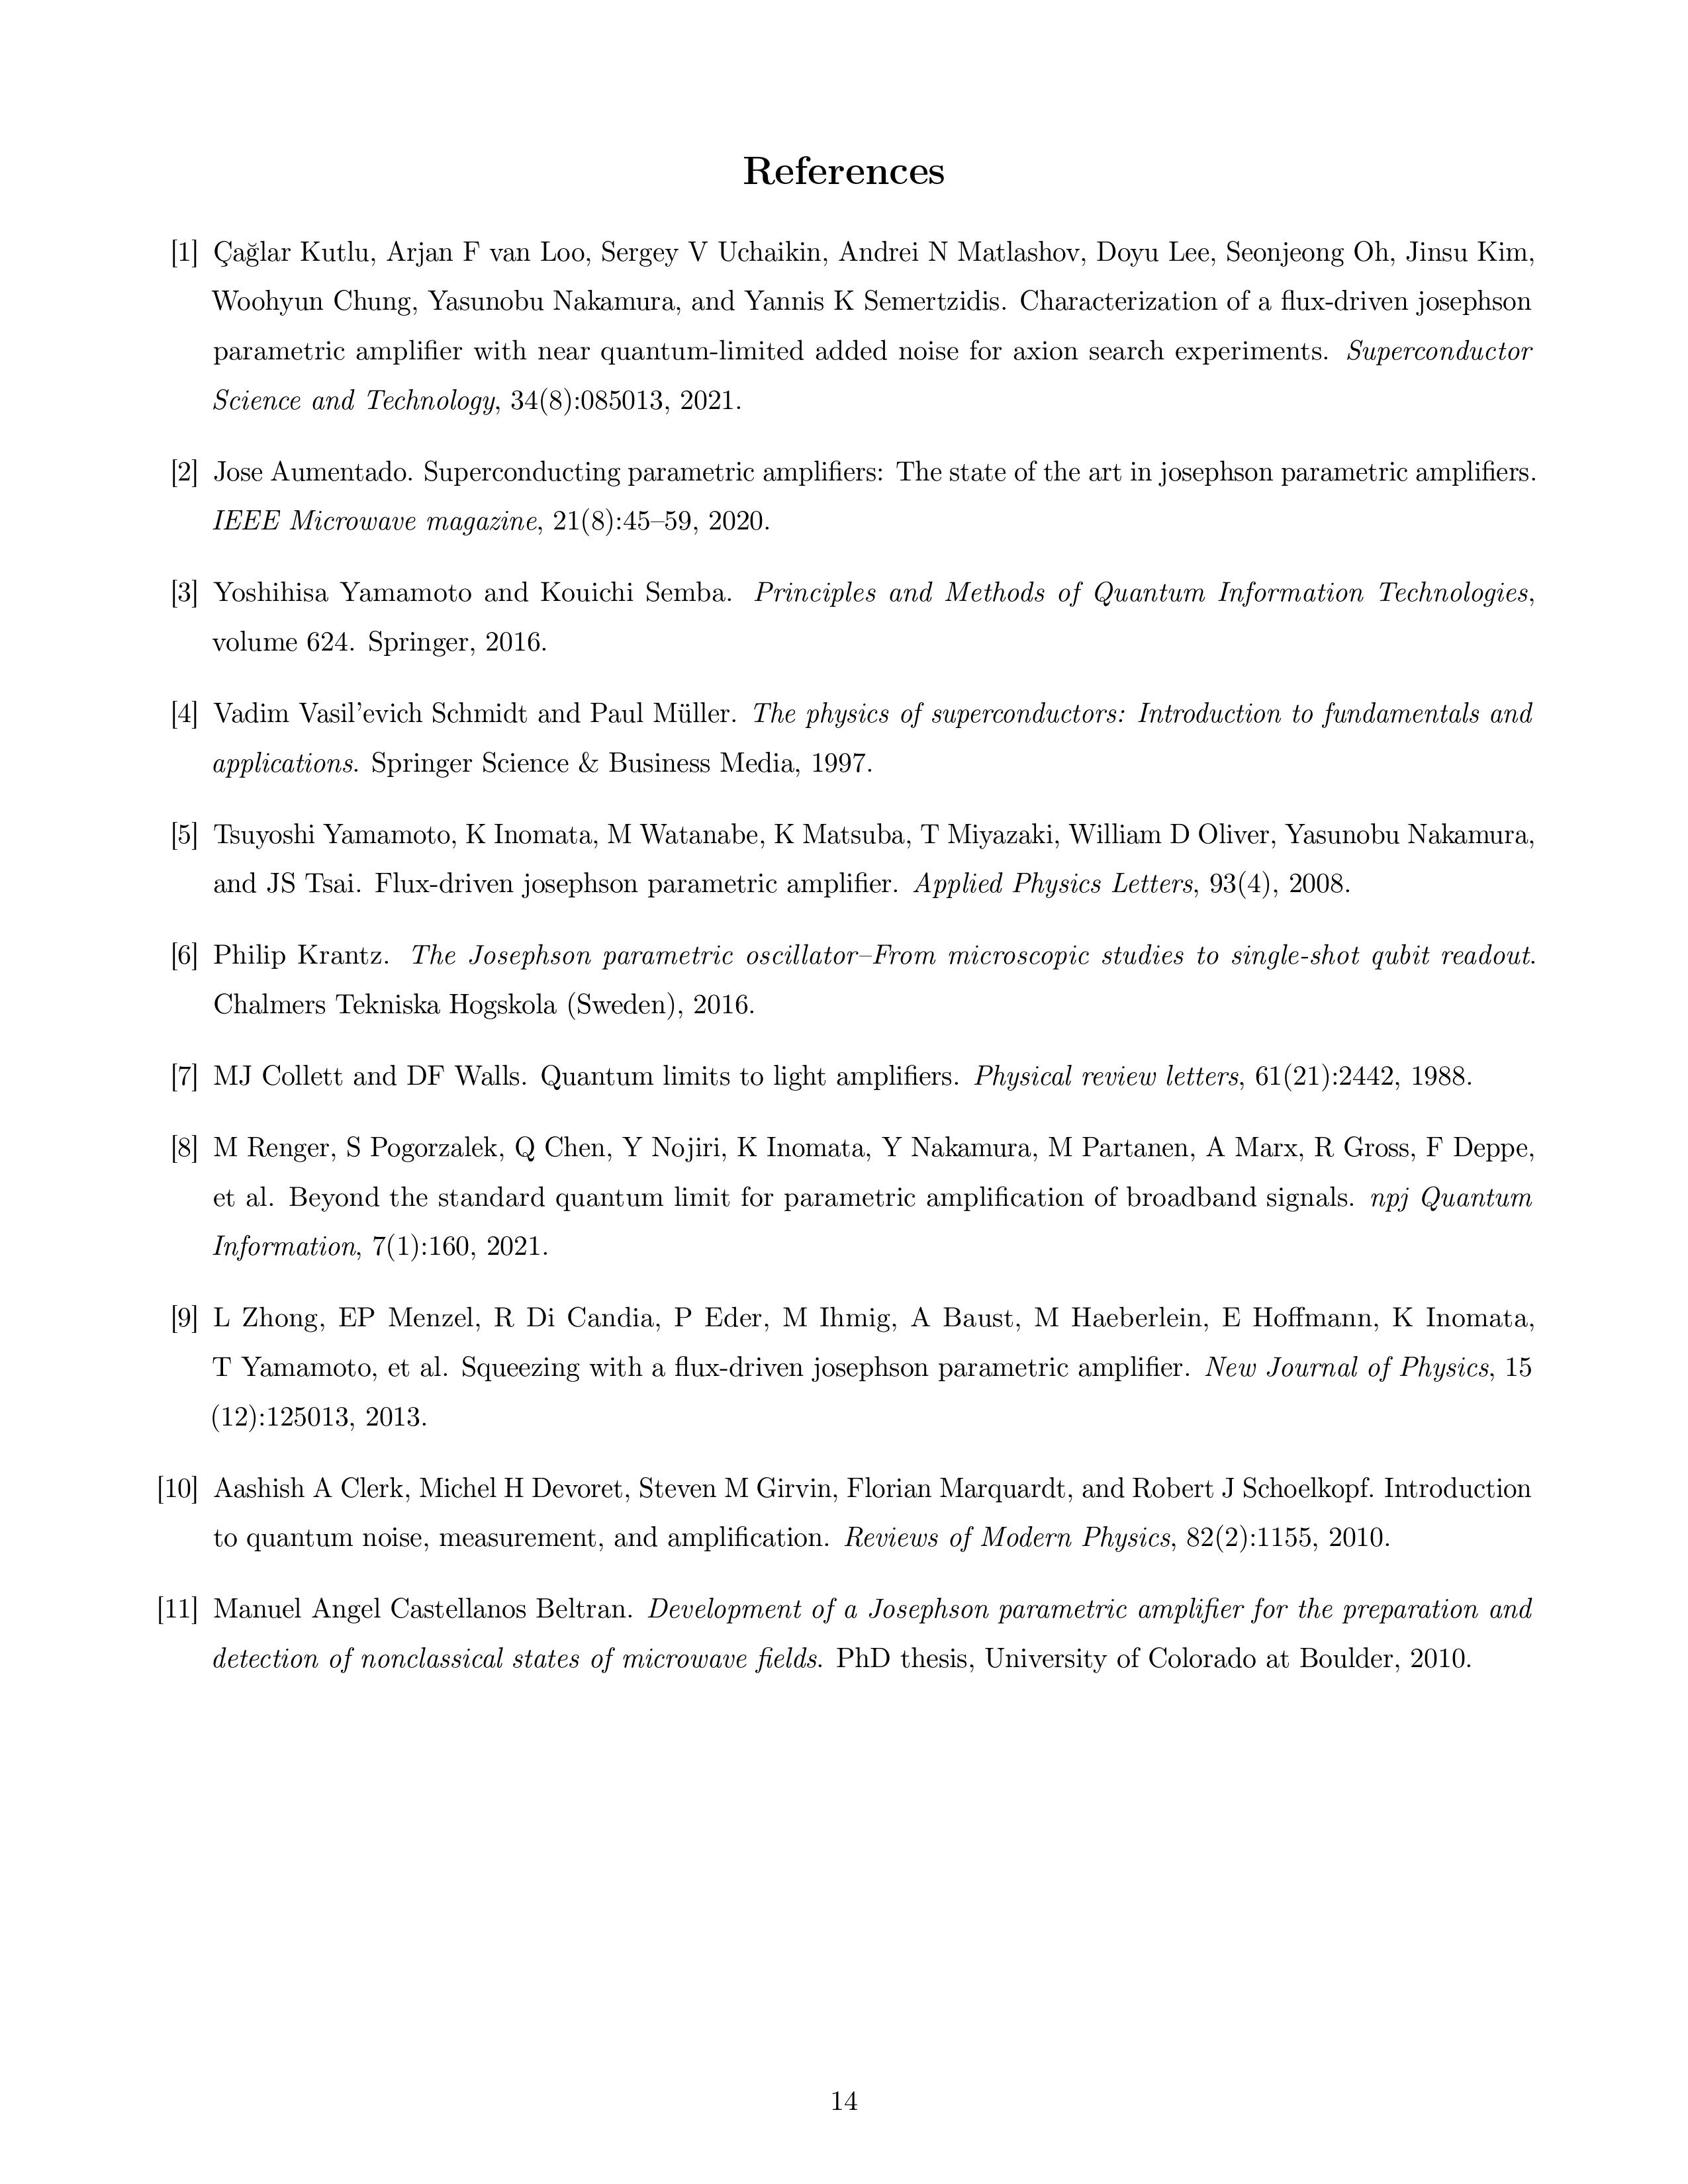 References
[1] Çağlar Kutlu, Arjan F van Loo, Sergey V Uchaikin, Andrei N Matlashov, Doyu Lee, Seonjeong Oh, Jinsu Kim,
Woohyun Chung, Yasunobu Nakamura, and Yannis K Semertzidis. Characterization of a flux-driven josephson
parametric amplifier with near quantum-limited added noise for axion search experiments. Superconductor
Science and Technology, 34(8):085013, 2021.
[2] Jose Aumentado. Superconducting parametric amplifiers: The state of the art in josephson parametric amplifiers.
IEEE Microwave magazine, 21(8):45–59, 2020.
[3] Yoshihisa Yamamoto and Kouichi Semba. Principles and Methods of Quantum Information Technologies,
volume 624. Springer, 2016.
[4] Vadim Vasil'evich Schmidt and Paul Müller. The physics of superconductors: Introduction to fundamentals and
applications. Springer Science & Business Media, 1997.
[5] Tsuyoshi Yamamoto, K Inomata, M Watanabe, K Matsuba, T Miyazaki, William D Oliver, Yasunobu Nakamura,
and JS Tsai. Flux-driven josephson parametric amplifier. Applied Physics Letters, 93(4), 2008.
[6] Philip Krantz. The Josephson parametric oscillator–From microscopic studies to single-shot qubit readout.
Chalmers Tekniska Hogskola (Sweden), 2016.
[7] MJ Collett and DF Walls. Quantum limits to light amplifiers. Physical review letters, 61(21):2442, 1988.
[8] M Renger, S Pogorzalek, Q Chen, Y Nojiri, K Inomata, Y Nakamura, M Partanen, A Marx, R Gross, F Deppe,
et al. Beyond the standard quantum limit for parametric amplification of broadband signals. npj Quantum
Information, 7(1):160, 2021.
[9] L Zhong, EP Menzel, R Di Candia, P Eder, M Ihmig, A Baust, M Haeberlein, E Hoffmann, K Inomata,
T Yamamoto, et al. Squeezing with a flux-driven josephson parametric amplifier. New Journal of Physics, 15
(12):125013, 2013.
[10] Aashish A Clerk, Michel H Devoret, Steven M Girvin, Florian Marquardt, and Robert J Schoelkopf. Introduction
to quantum noise, measurement, and amplification. Reviews of Modern Physics, 82(2):1155, 2010.
[11] Manuel Angel Castellanos Beltran. Development of a Josephson parametric amplifier for the preparation and
detection of nonclassical states of microwave fields. PhD thesis, University of Colorado at Boulder, 2010.
14